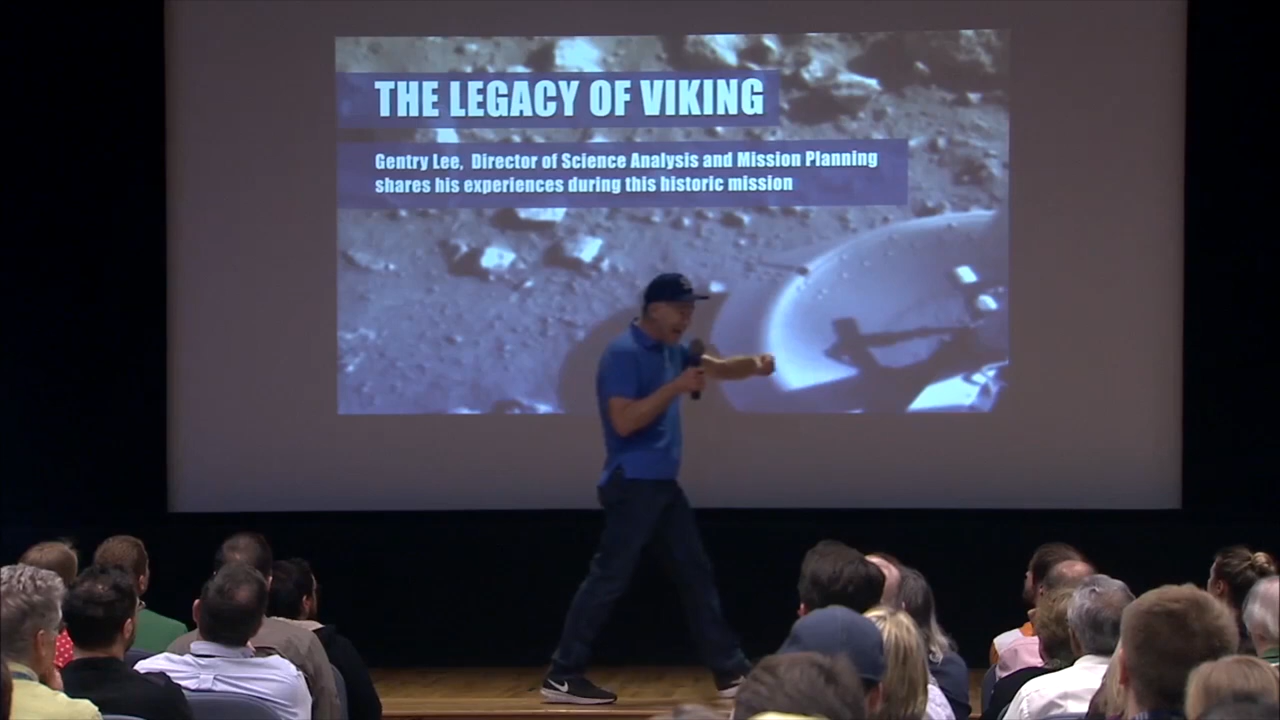 THE LEGACY OF VIKING
Gentry Lee, Director of Science Analysis and Mission Planning
shares his experiences during this historic mission